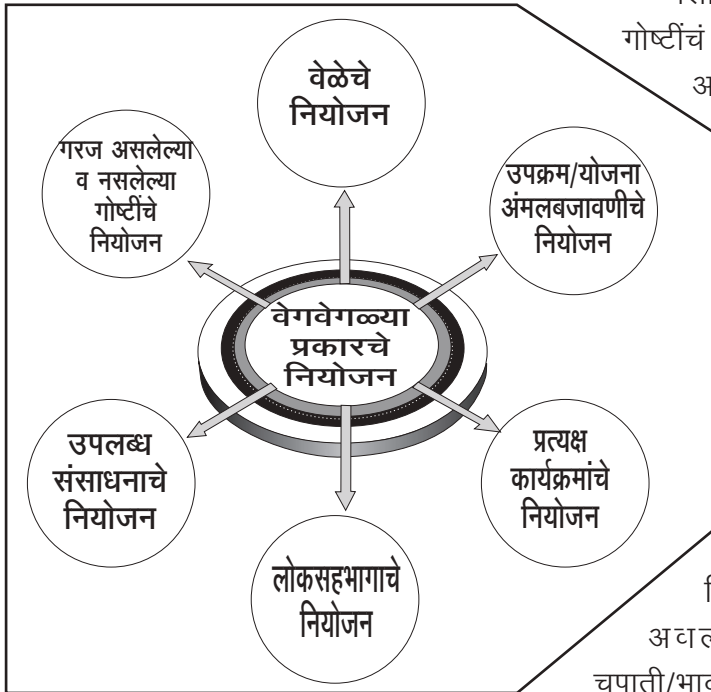 गोष्टींचं
वेळेचे
नियोजन
गरज असलेल्या
व नसलेल्या
गोष्टींचे
नियोजन
उपक्रम/योजना
अंमलबजावणीचे
नियोजन
वेगवेगळ्या
प्रकारचे
नियोजन
उपलब्ध
संसाधनाचे
नियोजन
प्रत्यक्ष
कार्यक्रमांचे
नियोजन
लोकसहभागाचे
नियोजन